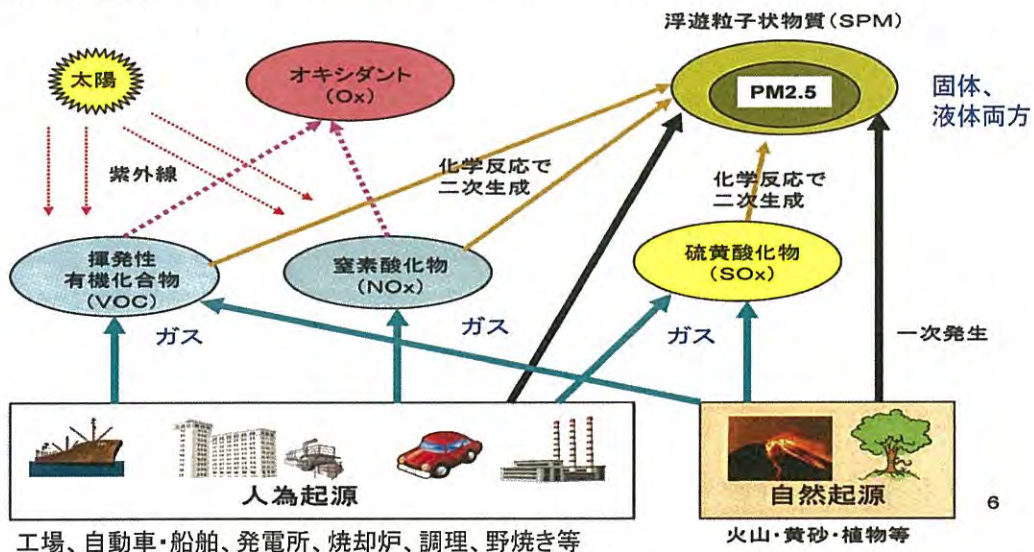 浮遊粒子状物質(SPM)
太陽
オキシダント
(Ox)
PM2.5
固体、
液体両方
紫外線
化学反応で
二次生成
化学反応で
二次生成
揮発性
有機化合物
(VOC)
窒素酸化物
(NOx)
硫黄酸化物
(SOx)
ガス
ガス
ガス
一次発生
人為起源
自然起源
6
工場、自動車・船舶、発電所、焼却炉、調理、野焼き等
火山・黄砂・植物等